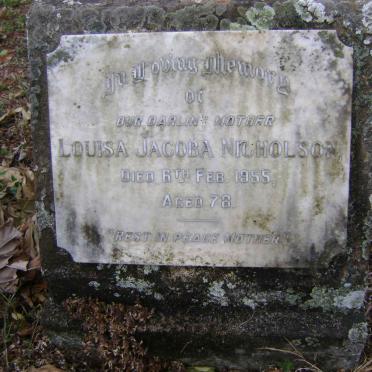 In Loving Memory
of
OUR DARLING MOTHER
LOUISA JACOBA NICHOLSON,
DIED 6TH FEB. 1955,
AGED 78.
"REST IN PEACE MOTHER"